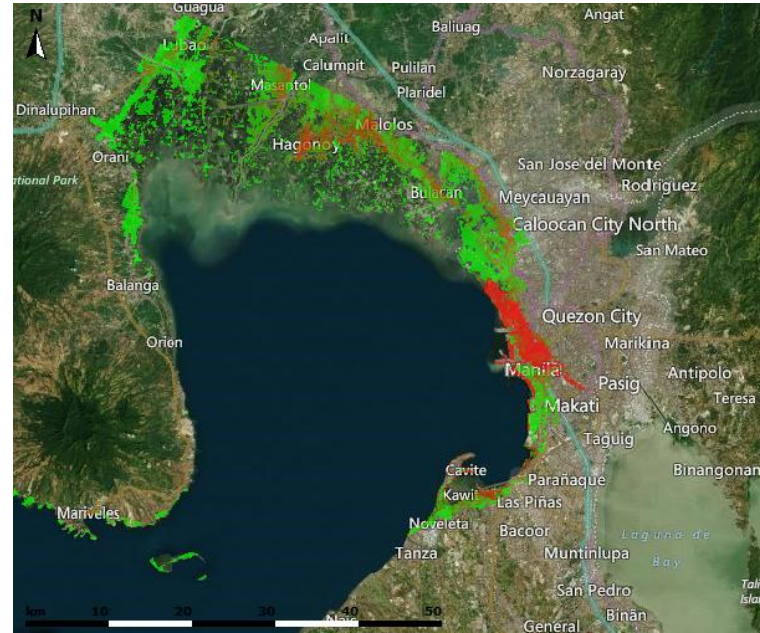 Guagua
N
Angat
Baliuag
Lubao
Apalit
Calumpit
Pulilan
Norzagaray
Masantol
Plaridel
Dinalupihan
Malolos
Hagonoy
Orani
San Jose del Monte
National Park
Rodriguez
Bulacan
Meycauayan
Caloocan City North
San Mateo
Balanga
Quezon City
Orion
Marikina
Manila
Antipolo
Pasig
Teresa
Makati
Angono
Taguig
Cavite
Binangonan
Parañaque
Kawit
Las Piñas
Mariveles
Noveleta
Bacoor
Laguna de
Bay
Tanza
Muntinlupa
San Pedro
km 10 20 30 40 50
Biñān
General